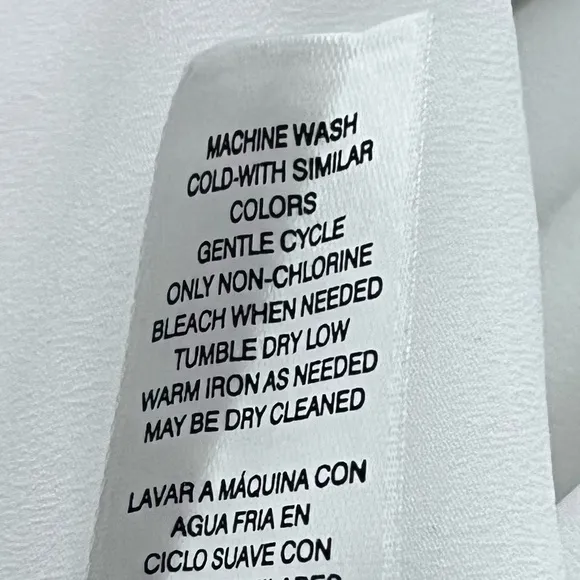 MACHINE WASH
COLD-WITH SIMILAR
COLORS
GENTLE CYCLE
ONLY NON-CHLORINE
BLEACH WHEN NEEDED
TUMBLE DRY LOW
WARM IRON AS NEEDED
MAY BE DRY CLEANED
LAVAR A MÁQUINA CON
AGUA FRIA EN
CICLO SUAVE CON